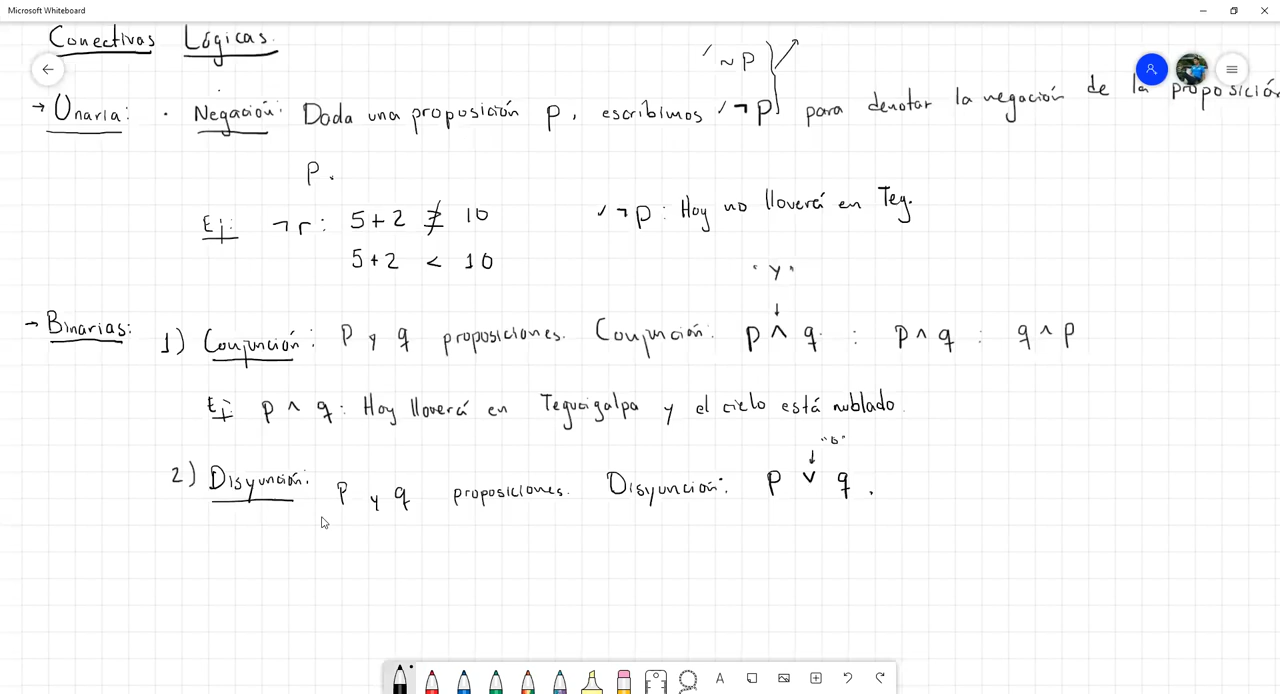 Microsoft Whiteboard
Conectivas Lógicas.
~p
→ Unaria: · Negación: Dada una proposición p, escribimos ¬p para denotar la negación de la proposición
p.
Ej: ¬r: 5+2 ≱ 10 ¬p: Hoy no lloverá en Teg.
5+2 < 10
"y"
↓
→ Binarias: 1) Conjunción: p y q proposiciones. Conjunción: p ∧ q : p ∧ q : q ∧ p
Ej: p ∧ q: Hoy lloverá en Tegucigalpa y el cielo está nublado.
"o"
↓
2) Disyunción: p y q proposiciones. Disyunción: p ∨ q.